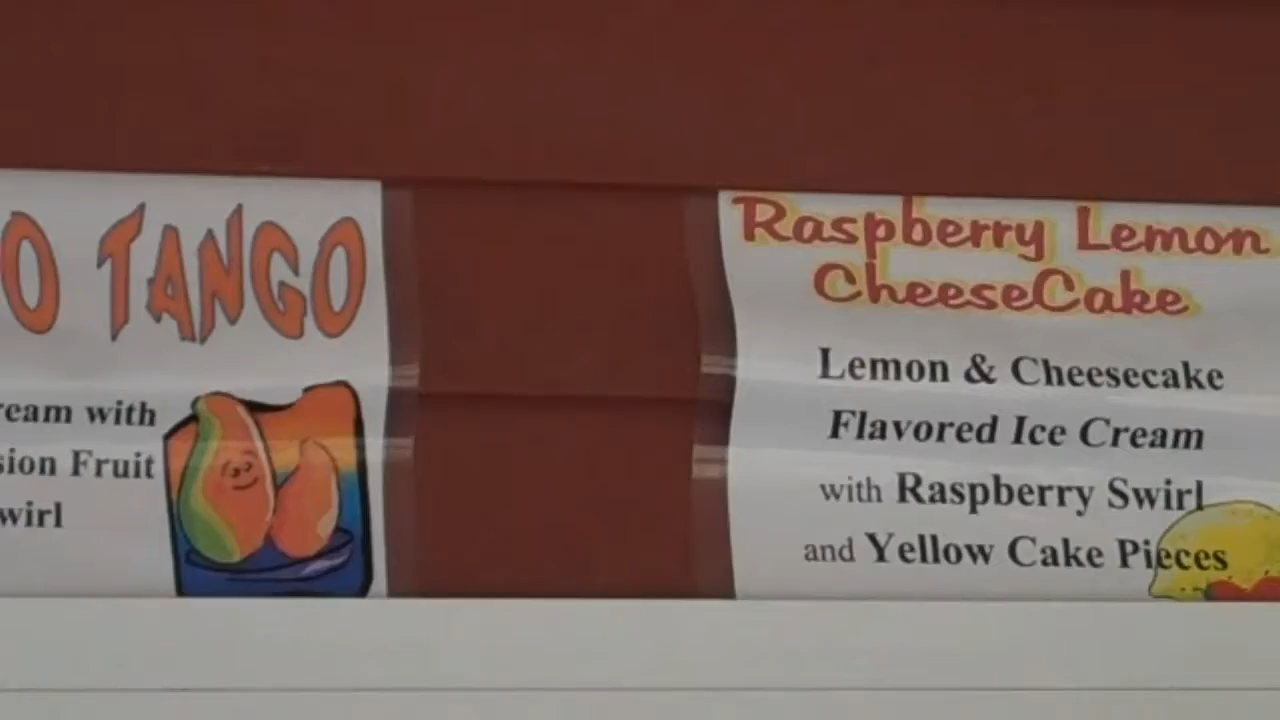 O TANGO
ream with
sion Fruit
wirl
Raspberry Lemon
CheeseCake
Lemon & Cheesecake
Flavored Ice Cream
with Raspberry Swirl
and Yellow Cake Pieces